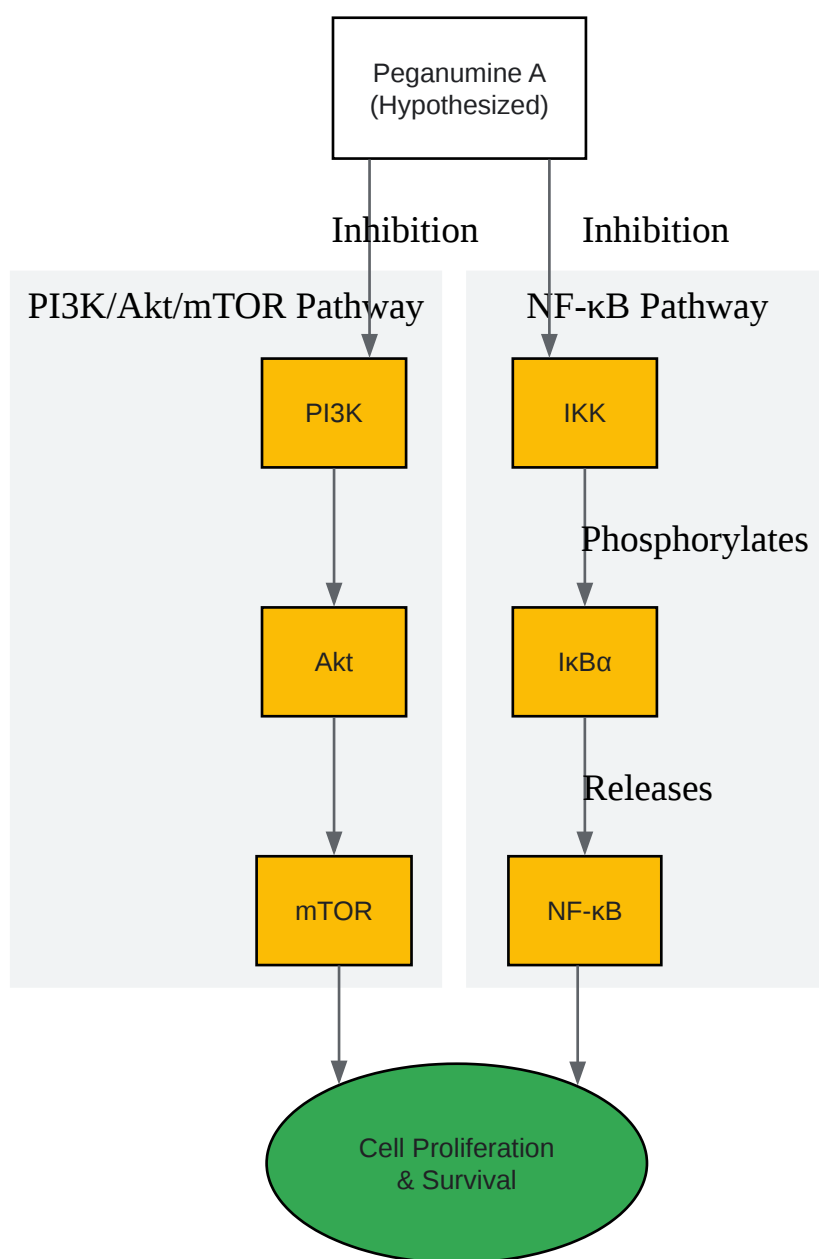 Peganumine A
(Hypothesized)
Inhibition
Inhibition
PI3K/Akt/mTOR Pathway
NF-κB Pathway
PI3K
IKK
Phosphorylates
Akt
IκBα
Releases
mTOR
NF-κB
Cell Proliferation
& Survival